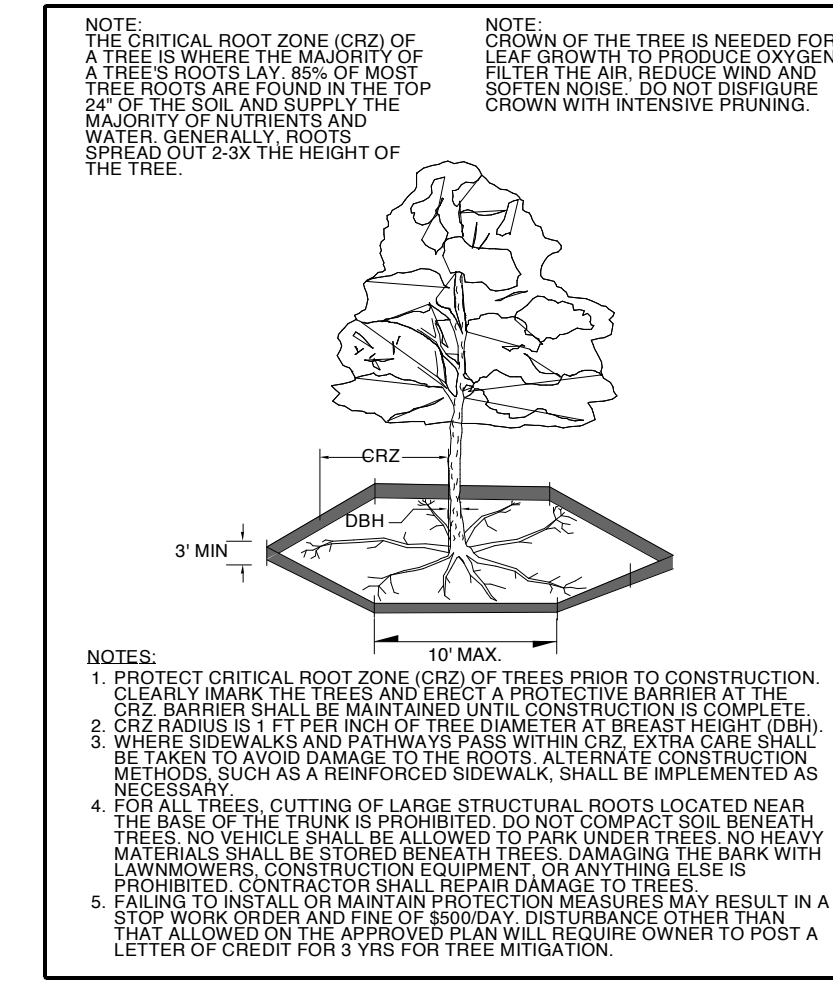 NOTE:
THE CRITICAL ROOT ZONE (CRZ) OF
A TREE IS WHERE THE MAJORITY OF
A TREE'S ROOTS LAY. 85% OF MOST
TREE ROOTS ARE FOUND IN THE TOP
24" OF THE SOIL AND SUPPLY THE
MAJORITY OF NUTRIENTS AND
WATER. GENERALLY, ROOTS
SPREAD OUT 2-3X THE HEIGHT OF
THE TREE.
NOTE:
CROWN OF THE TREE IS NEEDED FOR
LEAF GROWTH TO PRODUCE OXYGEN
FILTER THE AIR, REDUCE WIND AND
SOFTEN NOISE. DO NOT DISFIGURE
CROWN WITH INTENSIVE PRUNING.
CRZ
DBH
3' MIN
10' MAX.
NOTES:
1. PROTECT CRITICAL ROOT ZONE (CRZ) OF TREES PRIOR TO CONSTRUCTION.
CLEARLY IMARK THE TREES AND ERECT A PROTECTIVE BARRIER AT THE
CRZ. BARRIER SHALL BE MAINTAINED UNTIL CONSTRUCTION IS COMPLETE.
2. CRZ RADIUS IS 1 FT PER INCH OF TREE DIAMETER AT BREAST HEIGHT (DBH).
3. WHERE SIDEWALKS AND PATHWAYS PASS WITHIN CRZ, EXTRA CARE SHALL
BE TAKEN TO AVOID DAMAGE TO THE ROOTS. ALTERNATE CONSTRUCTION
METHODS, SUCH AS A REINFORCED SIDEWALK, SHALL BE IMPLEMENTED AS
NECESSARY.
4. FOR ALL TREES, CUTTING OF LARGE STRUCTURAL ROOTS LOCATED NEAR
THE BASE OF THE TRUNK IS PROHIBITED. DO NOT COMPACT SOIL BENEATH
TREES. NO VEHICLE SHALL BE ALLOWED TO PARK UNDER TREES. NO HEAVY
MATERIALS SHALL BE STORED BENEATH TREES. DAMAGING THE BARK WITH
LAWNMOWERS, CONSTRUCTION EQUIPMENT, OR ANYTHING ELSE IS
PROHIBITED. CONTRACTOR SHALL REPAIR DAMAGE TO TREES.
5. FAILING TO INSTALL OR MAINTAIN PROTECTION MEASURES MAY RESULT IN A
STOP WORK ORDER AND FINE OF $500/DAY. DISTURBANCE OTHER THAN
THAT ALLOWED ON THE APPROVED PLAN WILL REQUIRE OWNER TO POST A
LETTER OF CREDIT FOR 3 YRS FOR TREE MITIGATION.